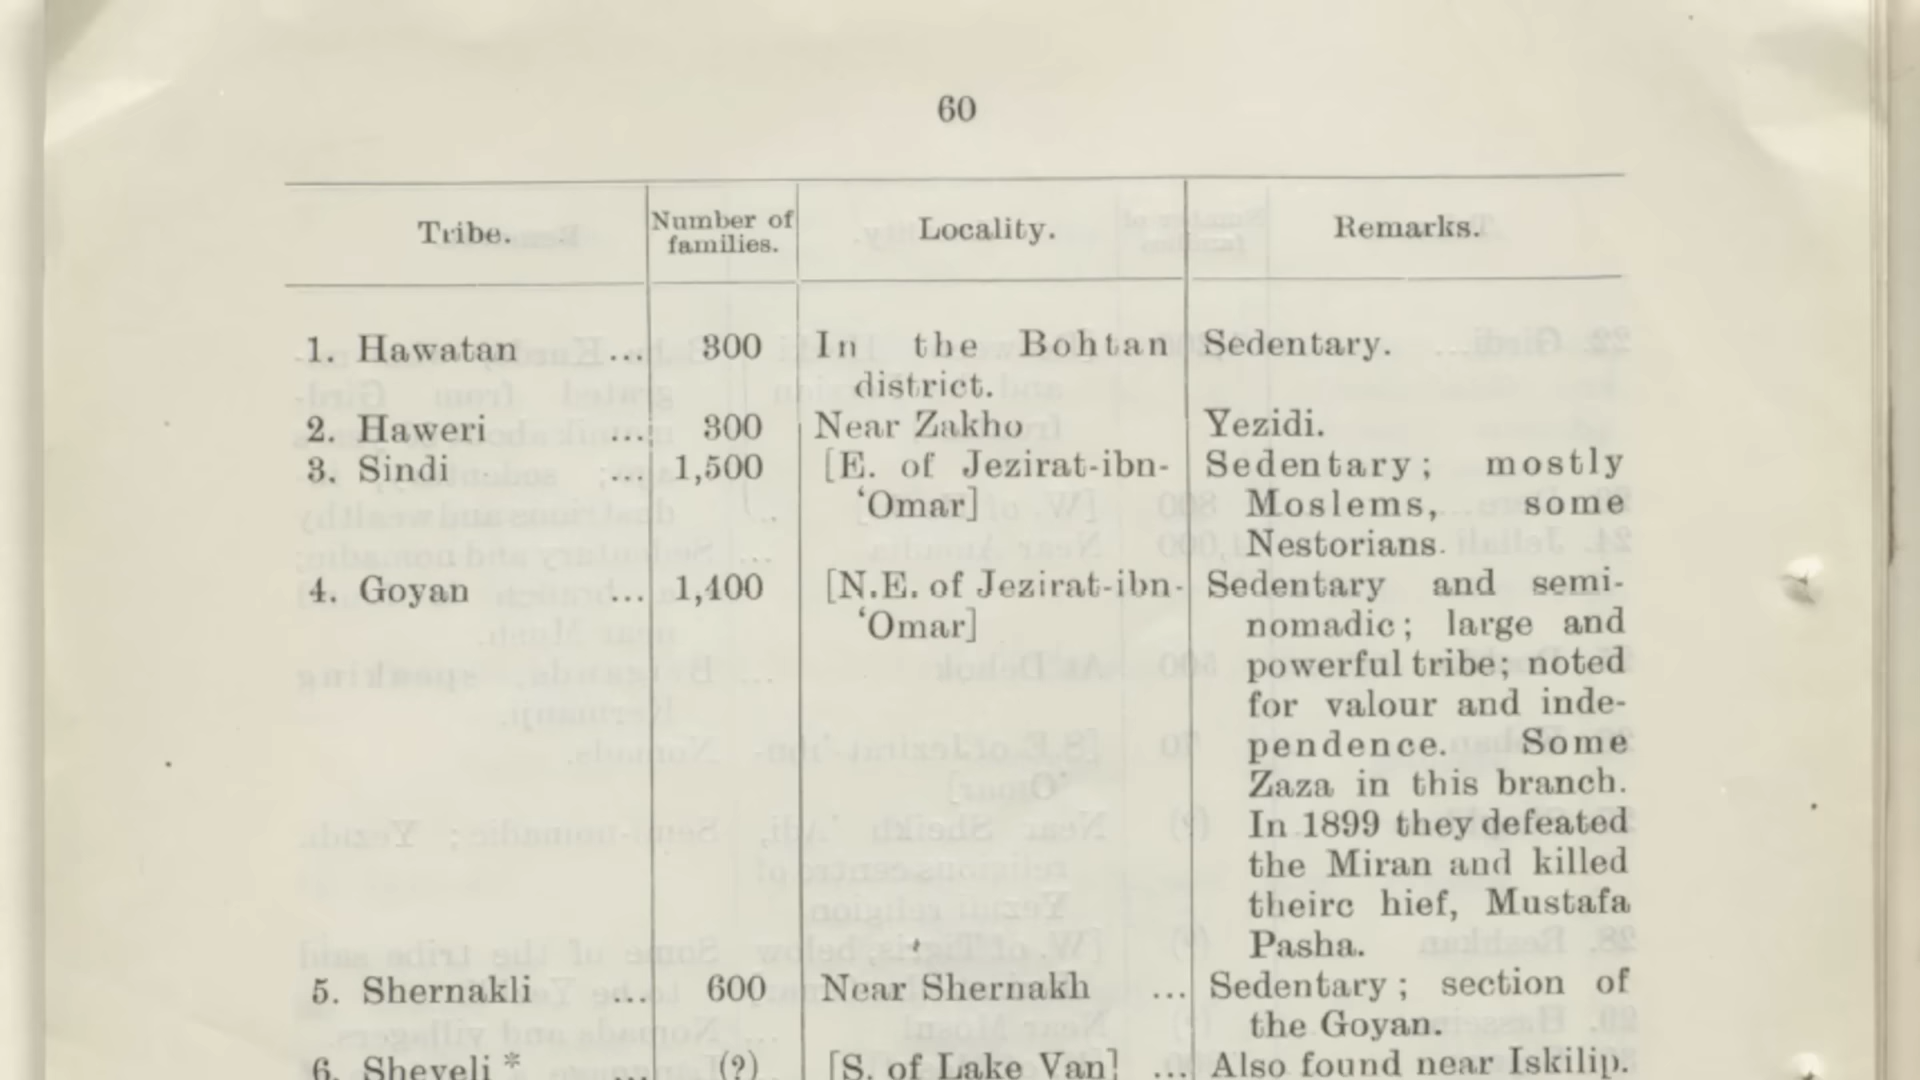 60
Tribe. Number of families. Locality. Remarks.
1. Hawatan ... 300 In the Bohtan Sedentary.
district.
2. Haweri ... 300 Near Zakho Yezidi.
3. Sindi ... 1,500 [E. of Jezirat-ibn- Sedentary; mostly
‘Omar] Moslems, some
Nestorians.
4. Goyan ... 1,400 [N.E. of Jezirat-ibn- Sedentary and semi-
‘Omar] nomadic; large and
powerful tribe; noted
for valour and inde-
pendence. Some
Zaza in this branch.
In 1899 they defeated
the Miran and killed
theirc hief, Mustafa
Pasha.
5. Shernakli ... 600 Near Shernakh ... Sedentary; section of
the Goyan.
6. Sheveli * ... (?) [S. of Lake Van] ... Also found near Iskilip.